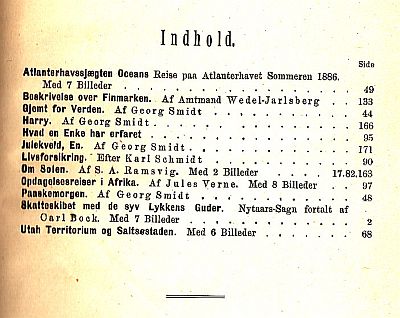 Indhold.
Side
Atlanterhavssjægten Oceans Reise paa Atlanterhavet Sommeren 1886.
Med 7 Billeder . . . . . . . . . . . . 49
Beskrivelse over Finmarken. Af Amtmand Wedel-Jarlsberg . . 133
Gjemt for Verden. Af Georg Smidt . . . . . . . . 44
Harry. Af Georg Smidt . . . . . . . . . . . 166
Hvad en Enke har erfaret . . . . . . . . . . 95
Julekveld, En. Af Georg Smidt . . . . . . . . . 171
Livsforsikring. Efter Karl Schmidt . . . . . . . . 90
Om Solen. Af S. A. Ramsvig. Med 2 Billeder . . . . 17.82,163
Opdagelsesreiser i Afrika. Af Jules Verne. Med 8 Billeder . . 97
Paaskemorgen. Af Georg Smidt . . . . . . . . . 48
Skatteskibet med de syv Lykkens Guder. Nytaars-Sagn fortalt af
Carl Bock. Med 7 Billeder . . . . . . . . . . 2
Utah Territorium og Saltsøstaden. Med 6 Billeder . . . . 68